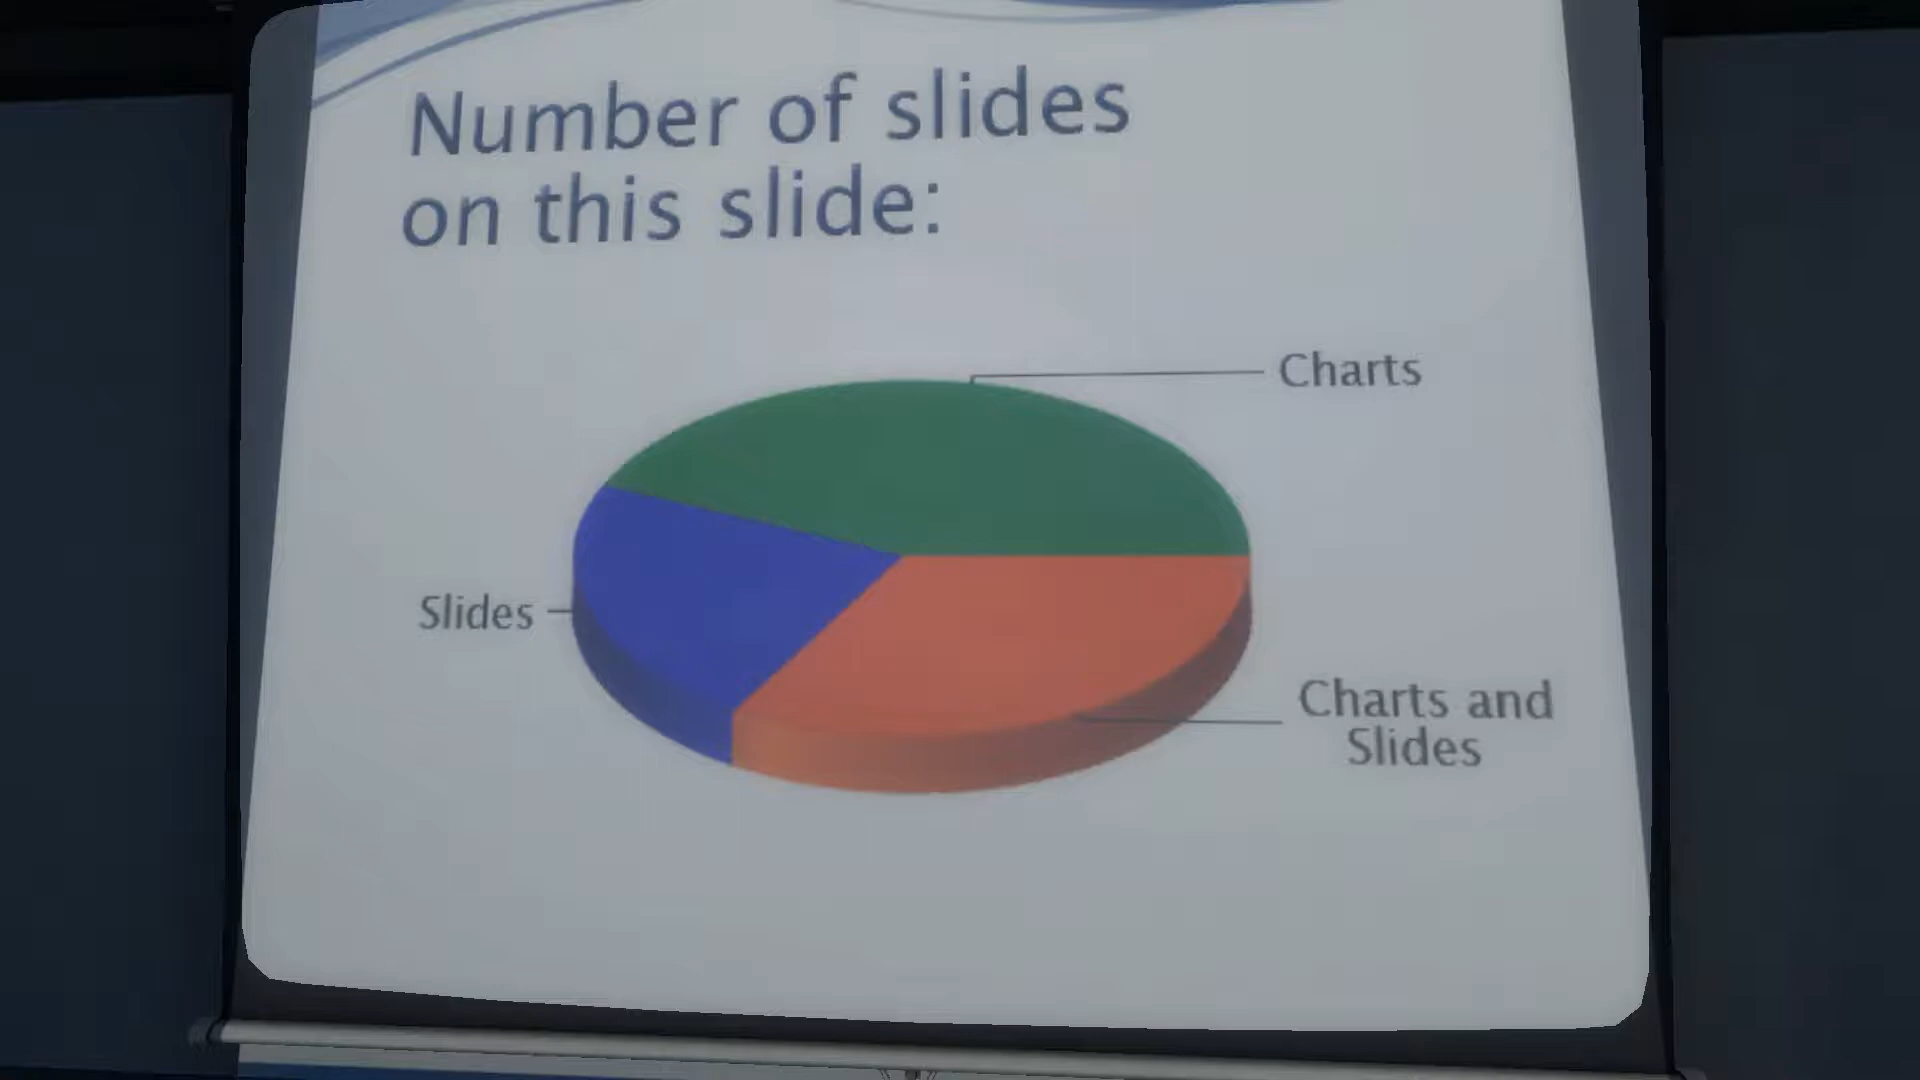 Number of slides
on this slide:
Charts
Slides
Charts and
Slides